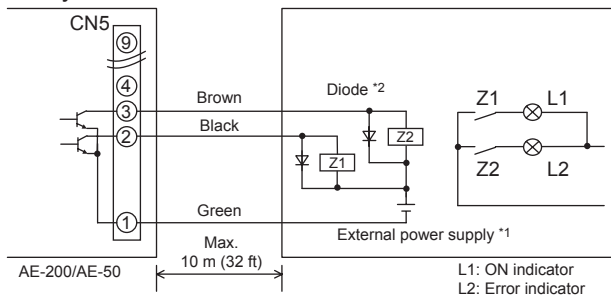 CN5
⑨
④
③
②
①
Brown
Black
Green
Diode *2
Z2
Z1
External power supply *1
Z1 L1
Z2 L2
Max.
10 m (32 ft)
AE-200/AE-50
L1: ON indicator
L2: Error indicator